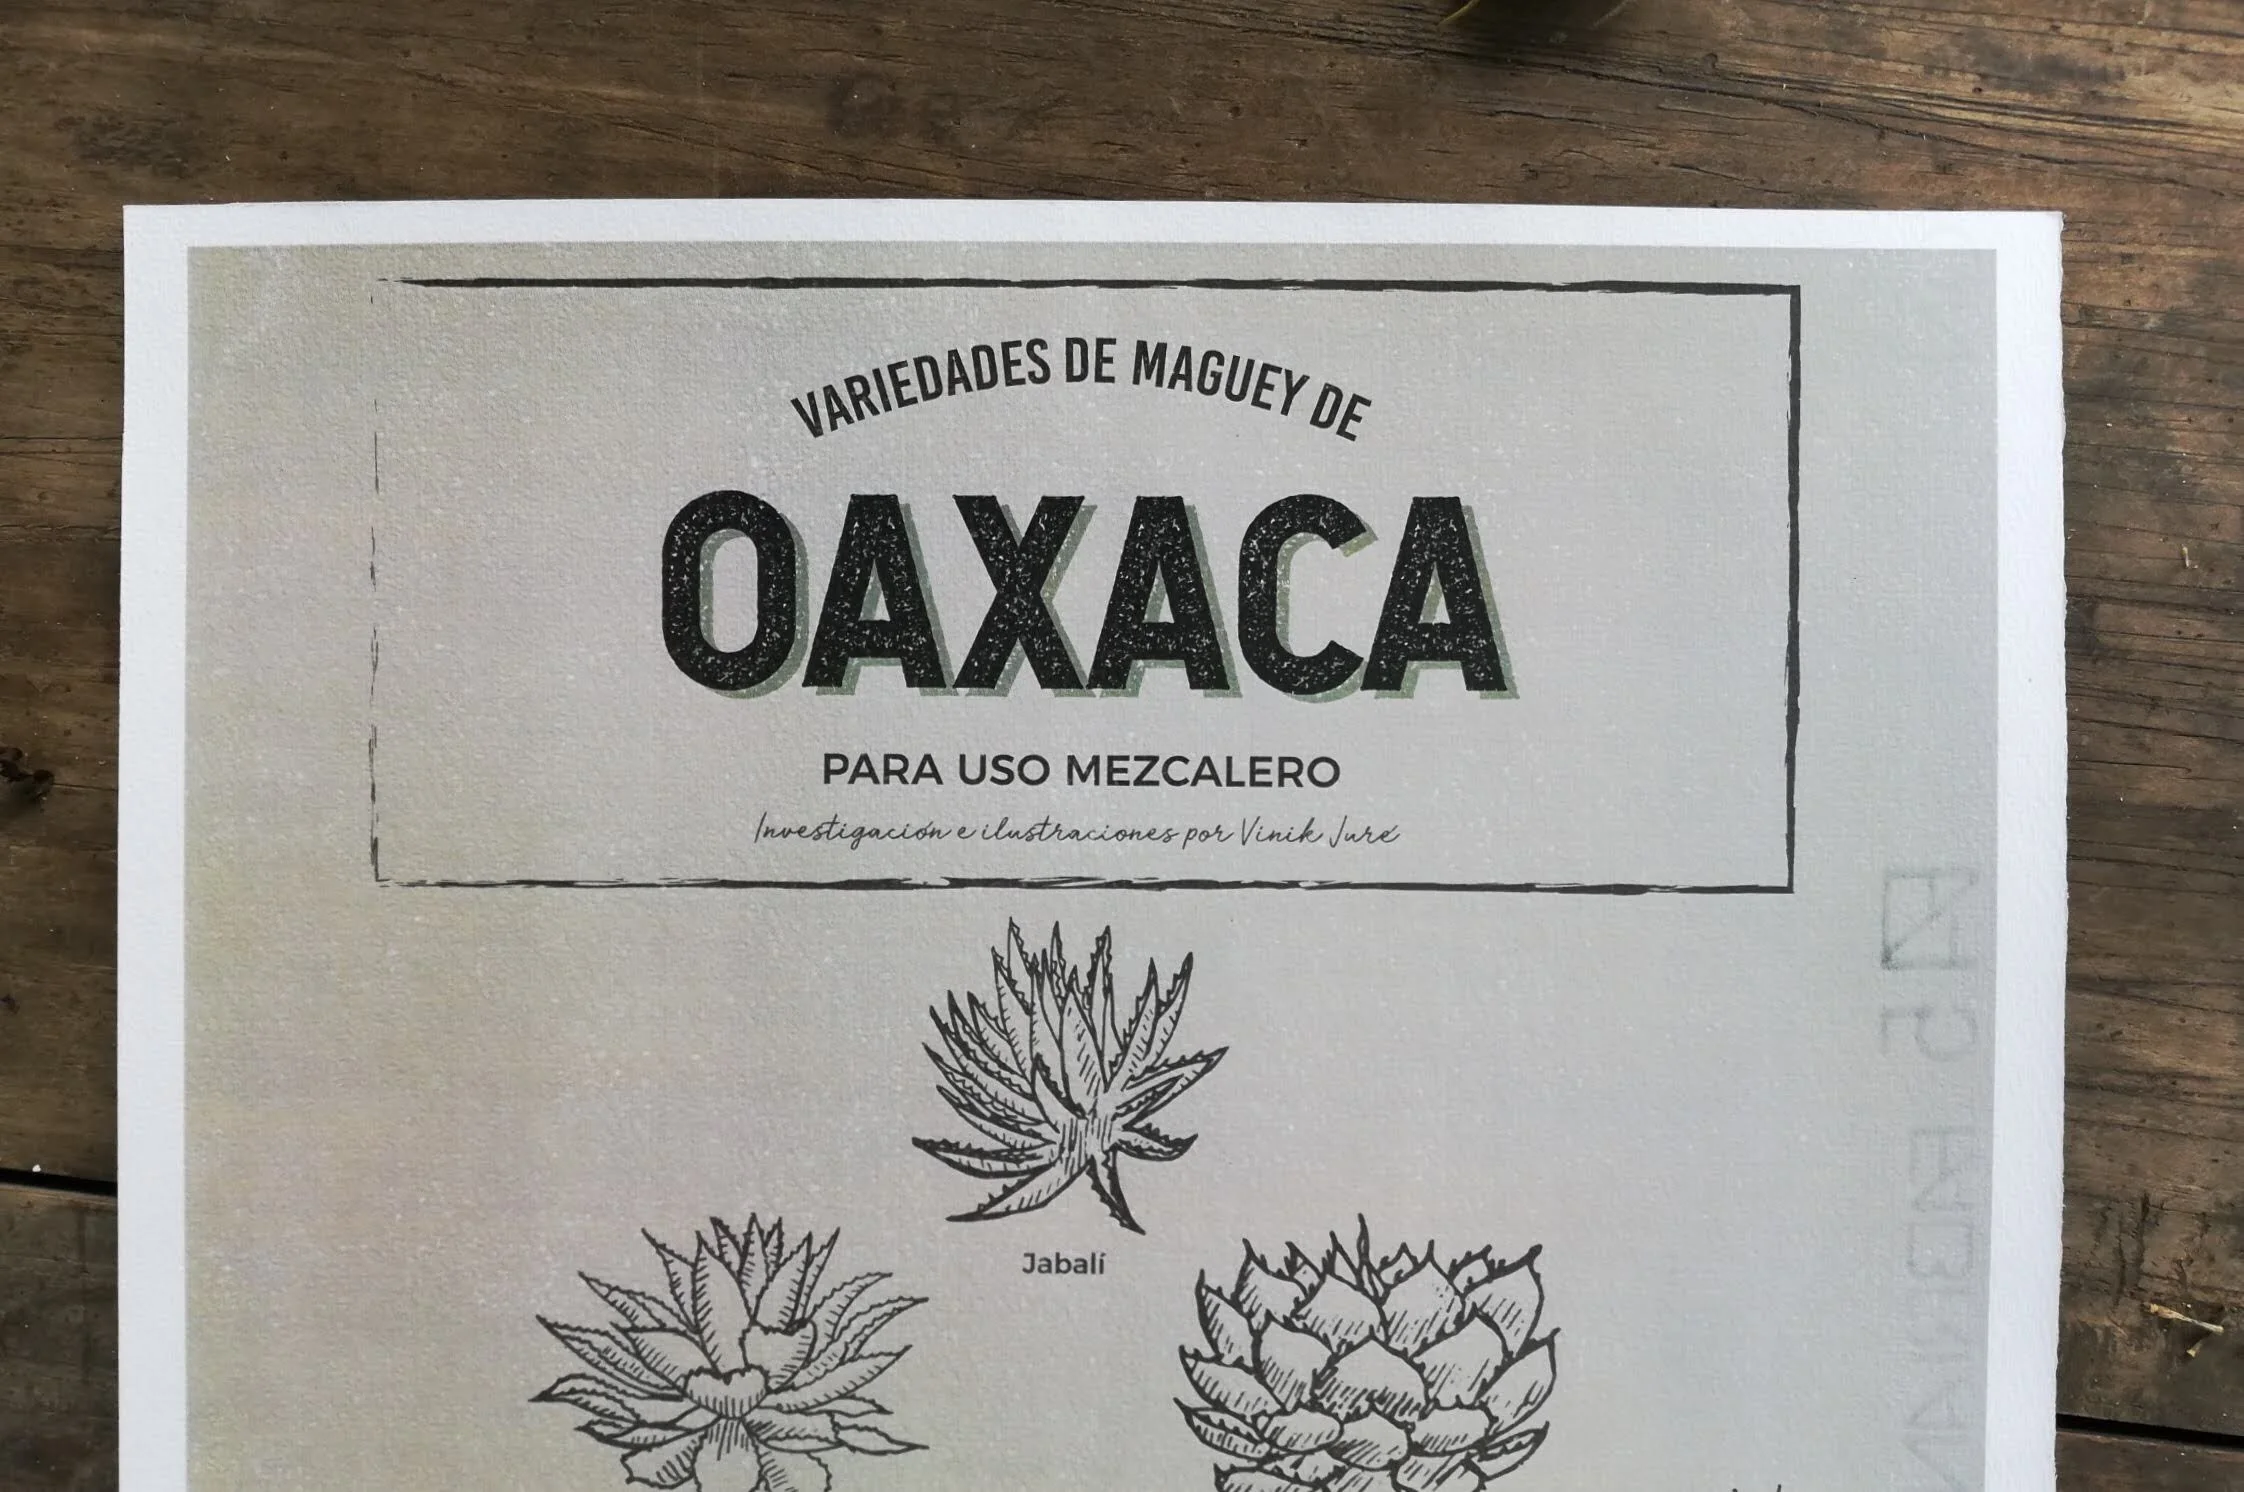 VARIEDADES DE MAGUEY DE
OAXACA
PARA USO MEZCALERO
Investigación e ilustraciones por Vinik Juré
Jabalí